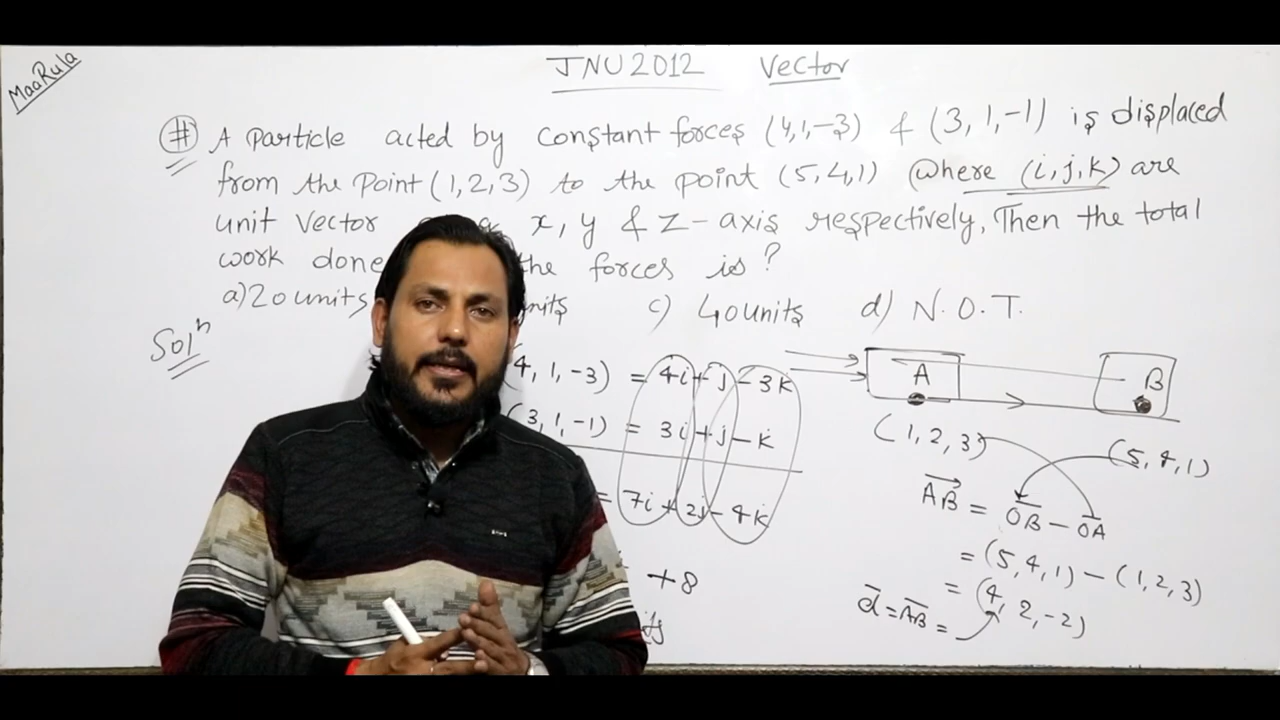 MaaRula
JNU 2012 Vector
# A Particle acted by constant forces (4,1,-3) & (3,1,-1) is displaced
from the Point (1,2,3) to the point (5,4,1) (where (i,j,k) are
unit vector x, y & z-axis respectively, Then the total
work done the forces is?
a) 20 units c) 40 units d) N.O.T.
Solⁿ
(4, 1, -3) = 4i + j - 3k
(3, 1, -1) = 3i + j - k
= 7i + 2j - 4k
+8
A B
(1, 2, 3) (5, 4, 1)
AB = OB - OA
= (5, 4, 1) - (1, 2, 3)
= (4, 2, -2)
d = AB =